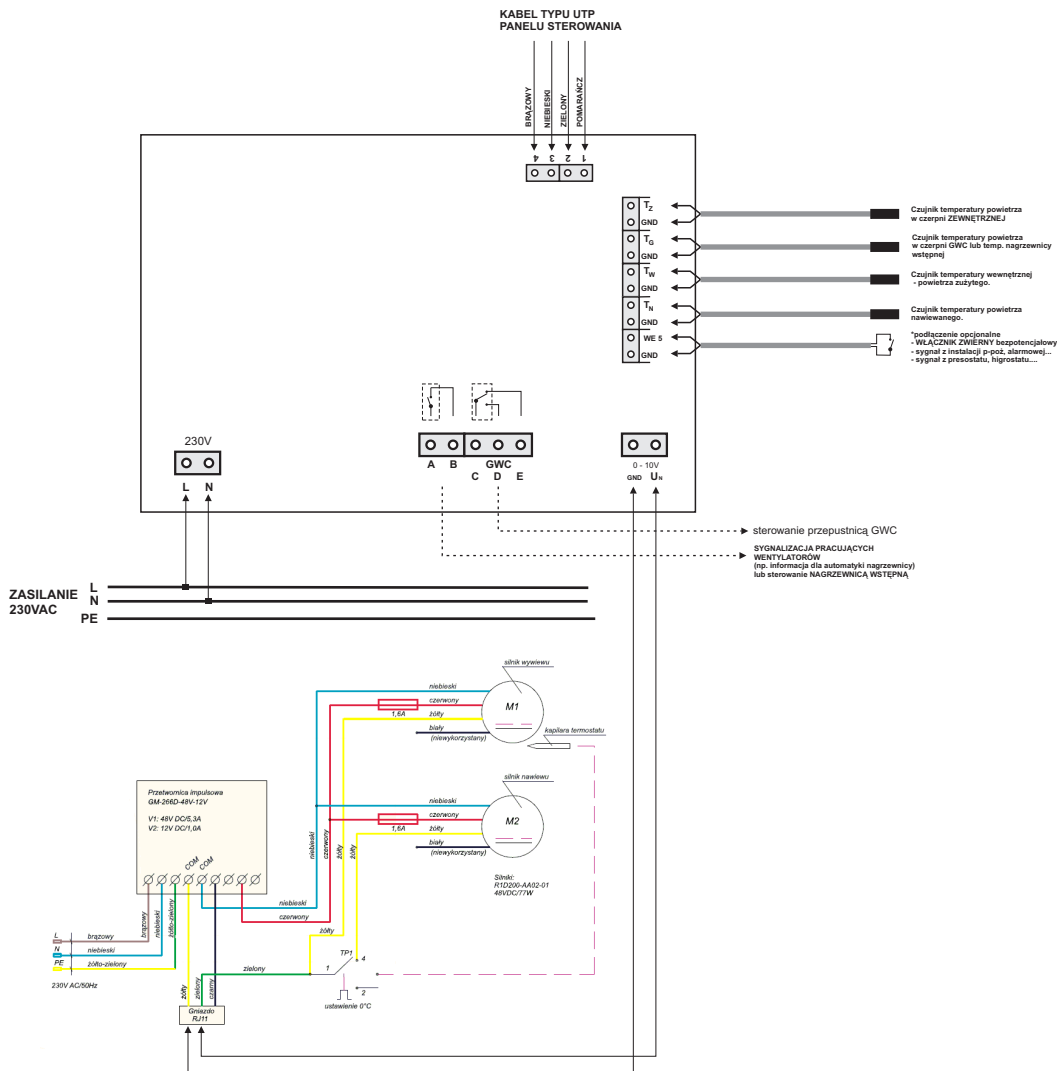 KABEL TYPU UTP
PANELU STEROWANIA
BRĄZOWY
NIEBIESKI
ZIELONY
POMARAŃCZ
4
3
2
1
TZ
GND
TG
GND
TW
GND
TN
GND
WE 5
GND
Czujnik temperatury powietrza
w czerpni ZEWNĘTRZNEJ
Czujnik temperatury powietrza
w czerpni GWC lub temp. nagrzewnicy
wstępnej
Czujnik temperatury wewnętrznej
- powietrza zużytego.
Czujnik temperatury powietrza
nawiewanego.
*podłączenie opcjonalne
- WŁĄCZNIK ZWIERNY bezpotencjałowy
- sygnał z instalacji p-poż, alarmowej...
- sygnał z presostatu, higrostatu....
230V
L N
A B GWC
C D E
0 - 10V
GND UN
sterowanie przepustnicą GWC
SYGNALIZACJA PRACUJĄCYCH
WENTYLATORÓW
(np. informacja dla automatyki nagrzewnicy)
lub sterowanie NAGRZEWNICĄ WSTĘPNĄ
ZASILANIE
230VAC
L
N
PE
silnik wywiewu
niebieski
czerwony
1,6A
żółty
biały
(niewykorzystany)
M1
kapilara termostatu
silnik nawiewu
niebieski
czerwony
1,6A
żółty
biały
(niewykorzystany)
M2
Silniki:
R1D200-AA02-01
48VDC/77W
Przetwornica impulsowa
GM-266D-48V-12V
V1: 48V DC/5,3A
V2: 12V DC/1,0A
COM
COM
niebieski
czerwony
żółty
żółty
niebieski
czerwony
żółty
brązowy
niebieski
żółto-zielony
L
brązowy
N
niebieski
PE
żółto-zielony
230V AC/50Hz
żółty
zielony
czarny
zielony
TP1
1
4
2
ustawienie 0°C
Gniazdo
RJ11